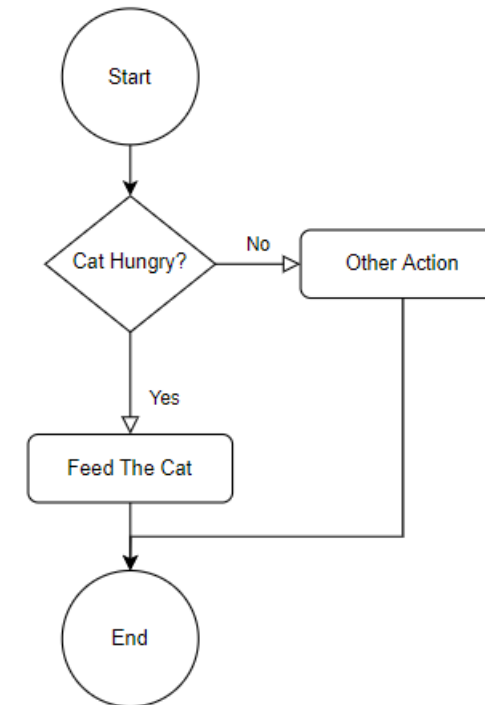 Start
Cat Hungry?
No
Other Action
Yes
Feed The Cat
End